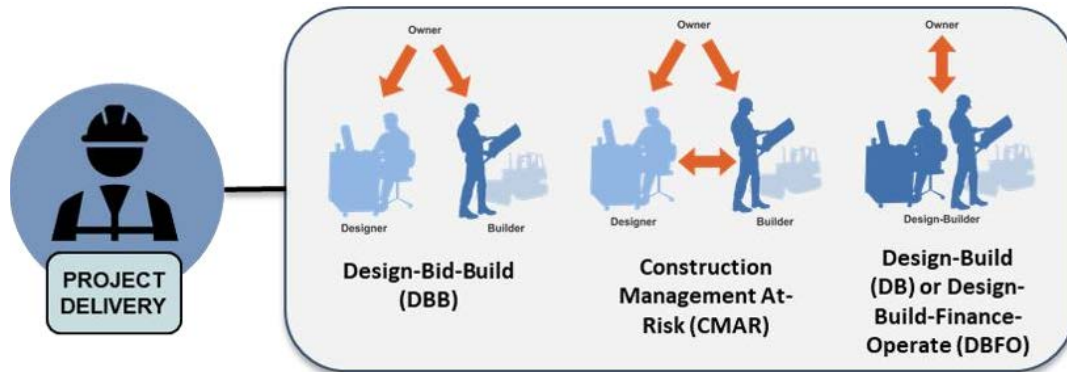 PROJECT
DELIVERY
Owner
Designer
Builder
Design-Bid-Build
(DBB)
Owner
Designer
Builder
Construction
Management At-
Risk (CMAR)
Owner
Design-Builder
Design-Build
(DB) or Design-
Build-Finance-
Operate (DBFO)